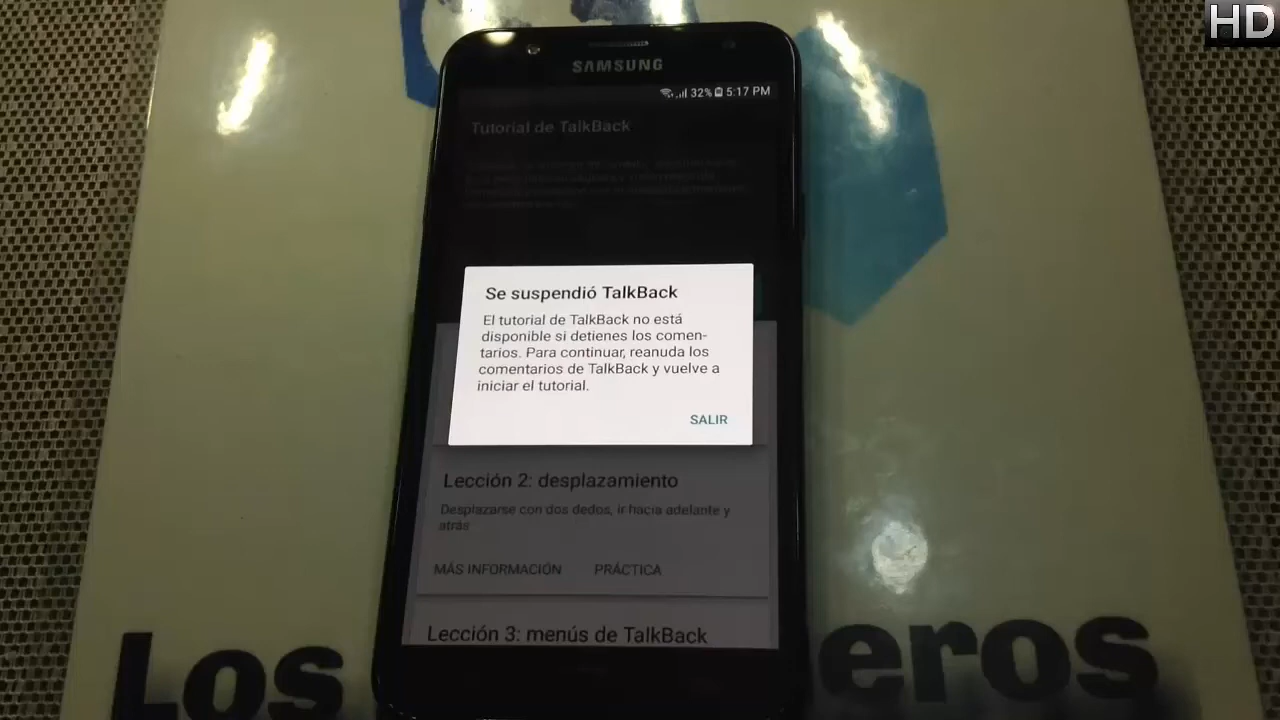 HD
SAMSUNG
32% 5:17 PM
Tutorial de TalkBack
Se suspendió TalkBack
El tutorial de TalkBack no está
disponible si detienes los comen-
tarios. Para continuar, reanuda los
comentarios de TalkBack y vuelve a
iniciar el tutorial.
SALIR
Lección 2: desplazamiento
Desplazarse con dos dedos, ir hacia adelante y
atrás
MÁS INFORMACIÓN PRÁCTICA
Lección 3: menús de TalkBack
Los eros